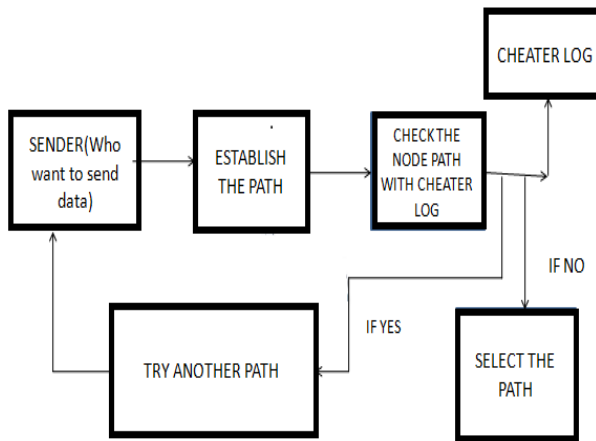 CHEATER LOG
SENDER(Who
want to send
data)
ESTABLISH
THE PATH
CHECK THE
NODE PATH
WITH CHEATER
LOG
IF NO
IF YES
TRY ANOTHER PATH
SELECT THE
PATH